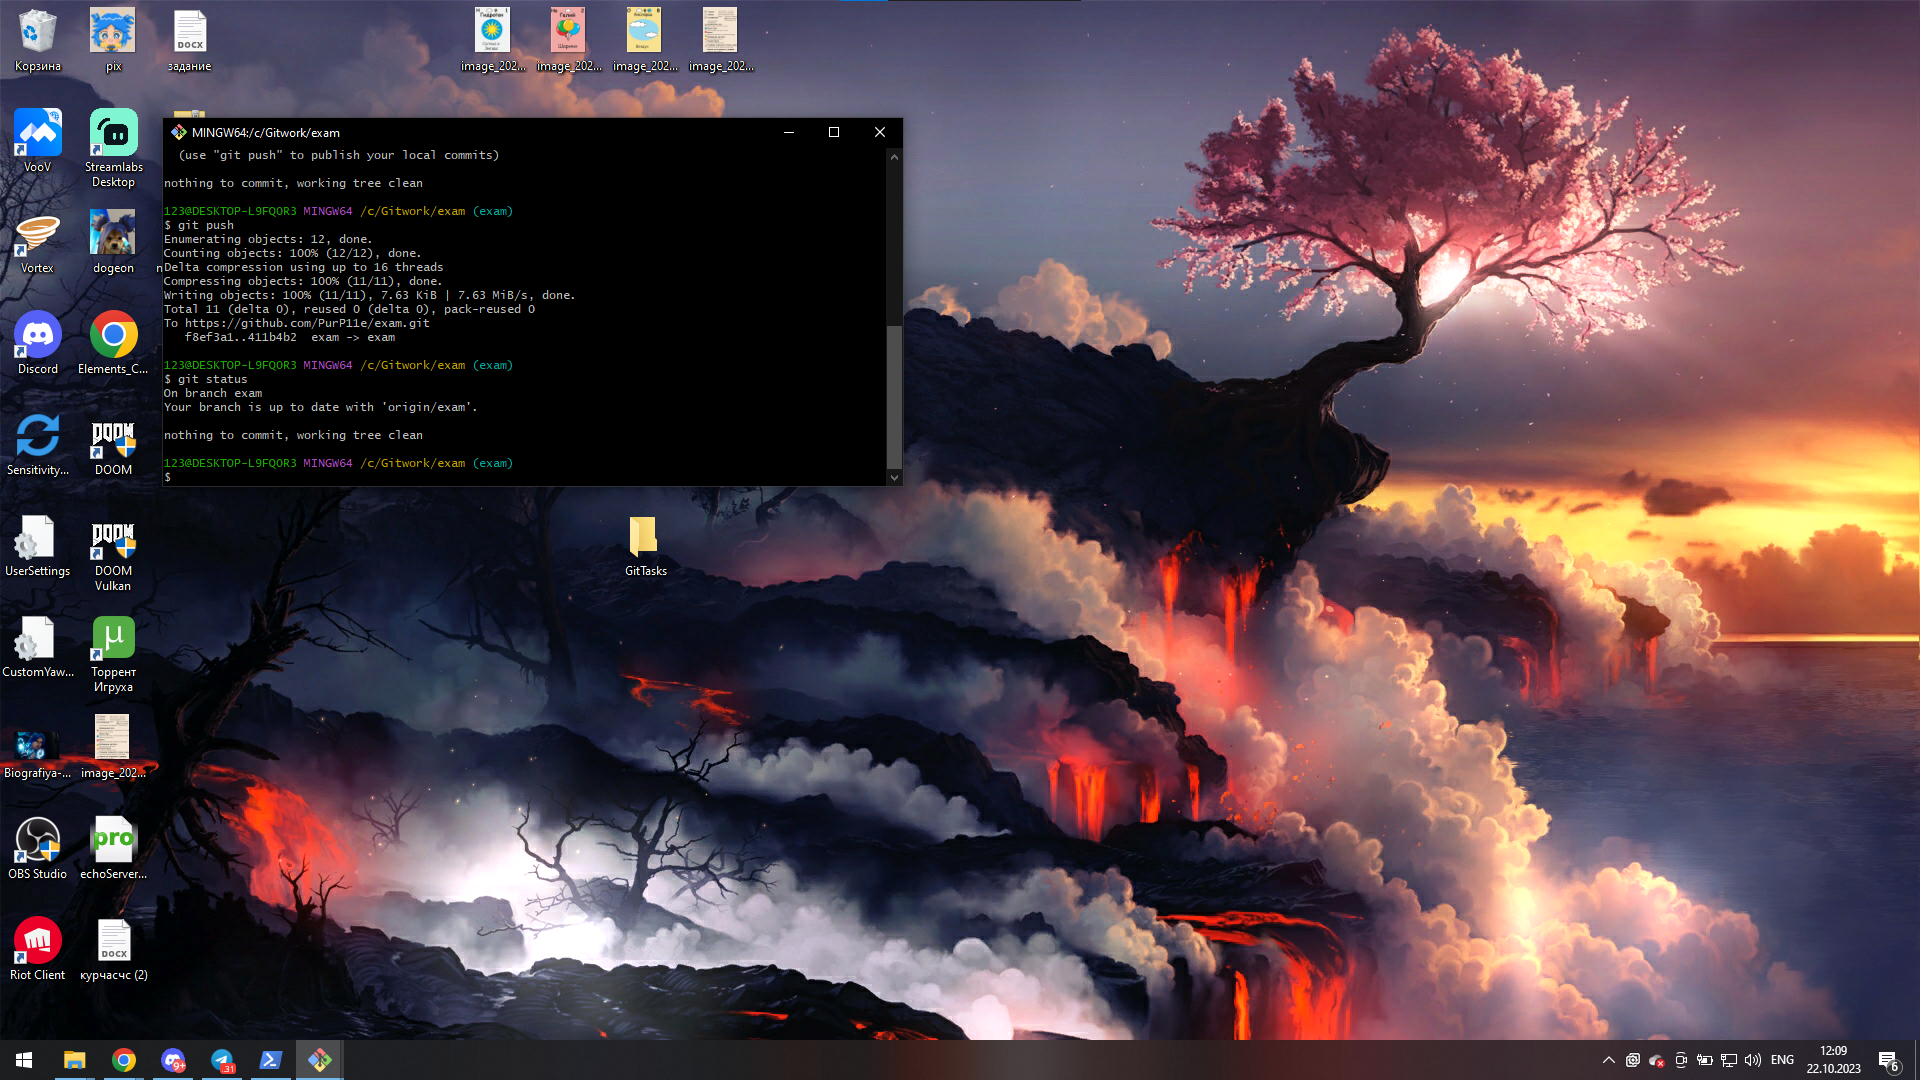 Корзина
pix
задание
image_202...
image_202...
image_202...
image_202...
VooV
Streamlabs
Desktop
Vortex
dogeon
Discord
Elements_C...
Sensitivity...
DOOM
DOOM
UserSettings
DOOM
DOOM
Vulkan
CustomYaw...
Торрент
Игруха
Biografiya-...
image_202...
OBS Studio
pro
echoServer...
Riot Client
DOCX
курчасчс (2)
DOCX
GitTasks
MINGW64:/c/Gitwork/exam
(use "git push" to publish your local commits)
nothing to commit, working tree clean
123@DESKTOP-L9FQOR3 MINGW64 /c/Gitwork/exam (exam)
$ git push
Enumerating objects: 12, done.
Counting objects: 100% (12/12), done.
Delta compression using up to 16 threads
Compressing objects: 100% (11/11), done.
Writing objects: 100% (11/11), 7.63 KiB | 7.63 MiB/s, done.
Total 11 (delta 0), reused 0 (delta 0), pack-reused 0
To https://github.com/PurP11e/exam.git
f8ef3a1..411b4b2  exam -> exam
123@DESKTOP-L9FQOR3 MINGW64 /c/Gitwork/exam (exam)
$ git status
On branch exam
Your branch is up to date with 'origin/exam'.
nothing to commit, working tree clean
123@DESKTOP-L9FQOR3 MINGW64 /c/Gitwork/exam (exam)
$
9+
31
ENG
12:09
22.10.2023
6